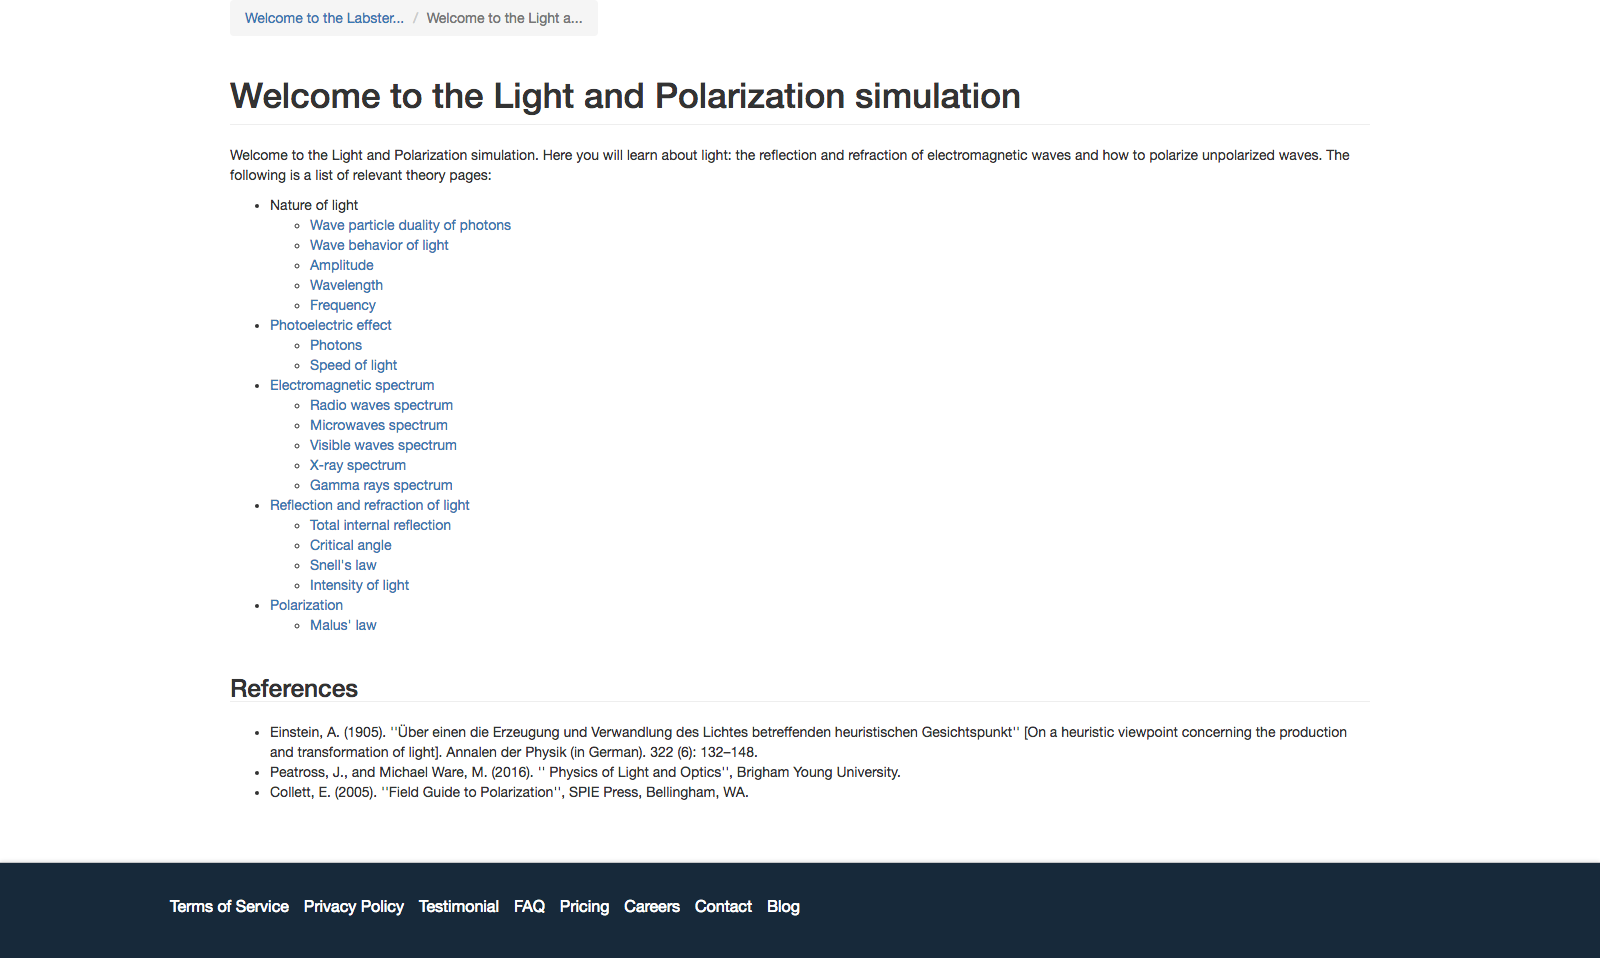 Welcome to the Labster... / Welcome to the Light a...
Welcome to the Light and Polarization simulation
Welcome to the Light and Polarization simulation. Here you will learn about light: the reflection and refraction of electromagnetic waves and how to polarize unpolarized waves. The
following is a list of relevant theory pages:
Nature of light
Wave particle duality of photons
Wave behavior of light
Amplitude
Wavelength
Frequency
Photoelectric effect
Photons
Speed of light
Electromagnetic spectrum
Radio waves spectrum
Microwaves spectrum
Visible waves spectrum
X-ray spectrum
Gamma rays spectrum
Reflection and refraction of light
Total internal reflection
Critical angle
Snell's law
Intensity of light
Polarization
Malus' law
References
Einstein, A. (1905). ''Über einen die Erzeugung und Verwandlung des Lichtes betreffenden heuristischen Gesichtspunkt'' [On a heuristic viewpoint concerning the production
and transformation of light]. Annalen der Physik (in German). 322 (6): 132–148.
Peatross, J., and Michael Ware, M. (2016). '' Physics of Light and Optics'', Brigham Young University.
Collett, E. (2005). ''Field Guide to Polarization'', SPIE Press, Bellingham, WA.
Terms of Service Privacy Policy Testimonial FAQ Pricing Careers Contact Blog